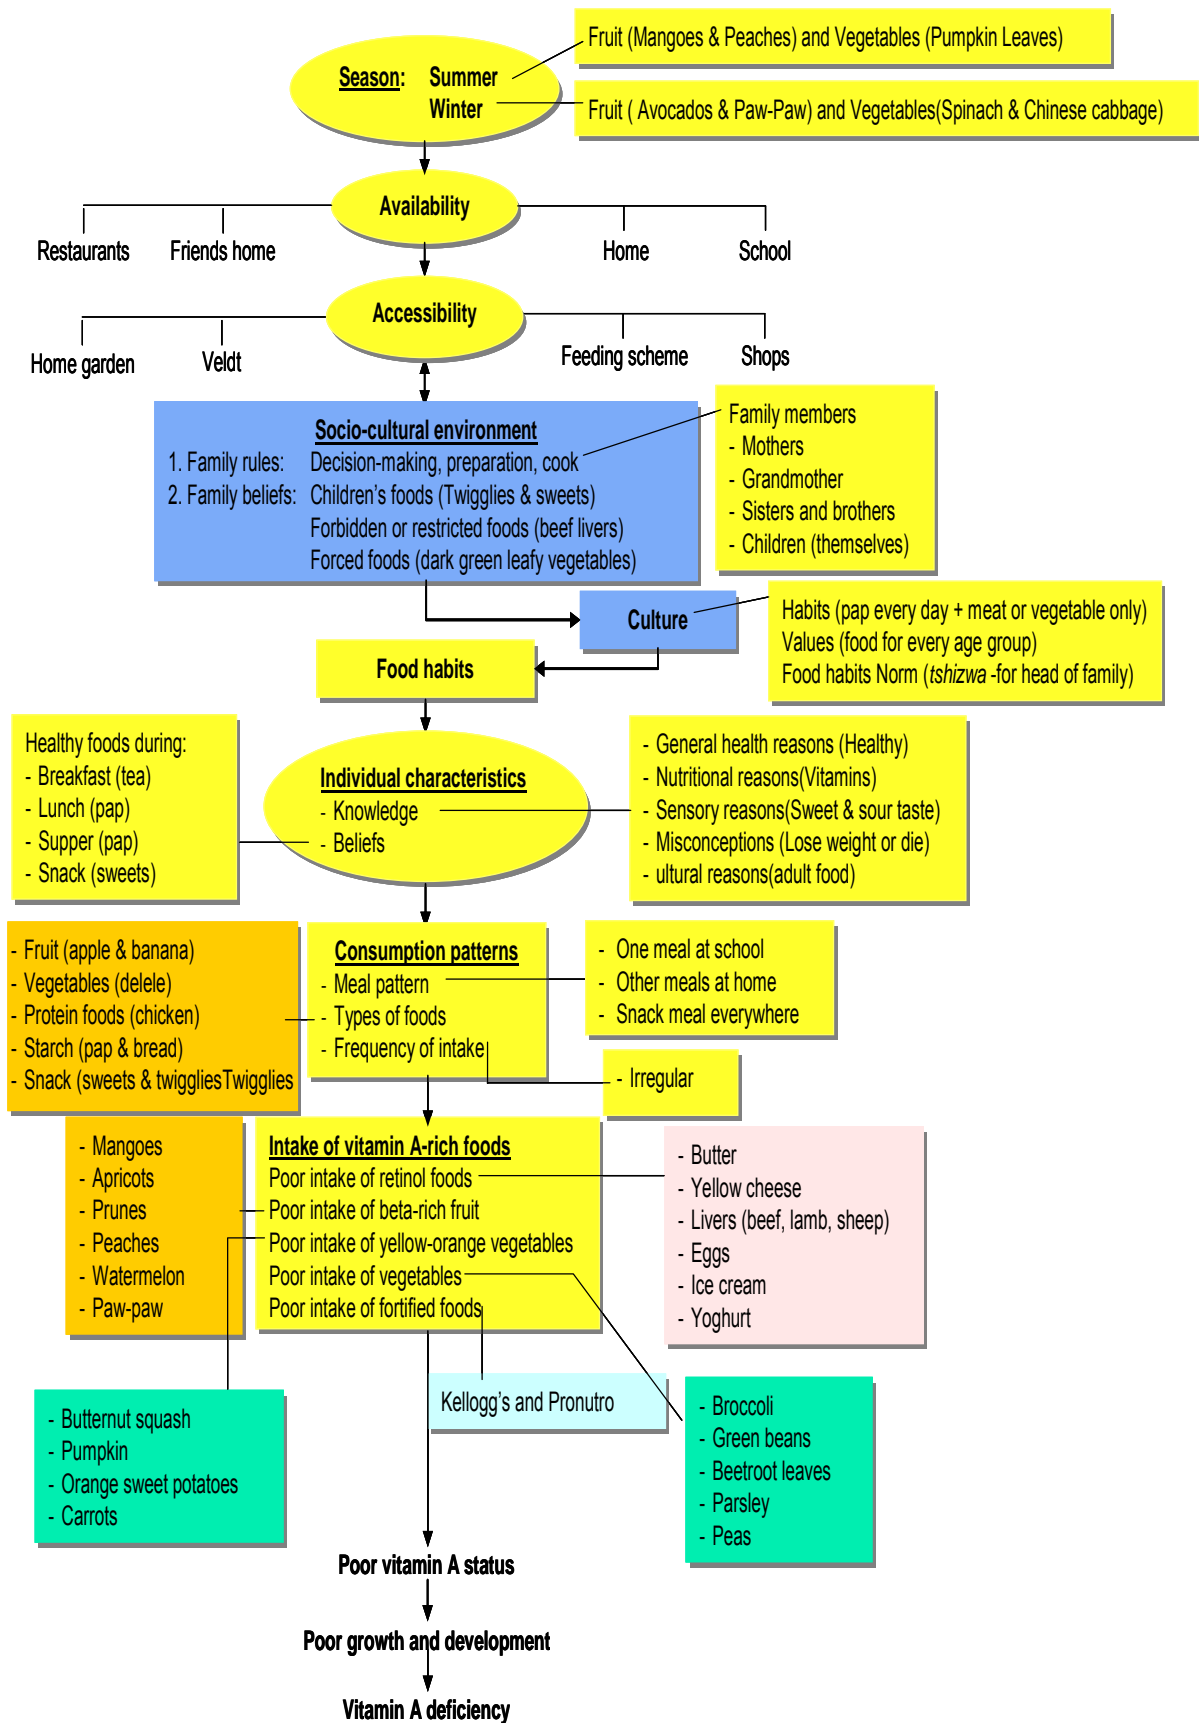 Fruit (Mangoes & Peaches) and Vegetables (Pumpkin Leaves)
Season: Summer
Winter
Fruit ( Avocados & Paw-Paw) and Vegetables(Spinach & Chinese cabbage)
Availability
Restaurants
Friends home
Home
School
Accessibility
Home garden
Veldt
Feeding scheme
Shops
Socio-cultural environment
1. Family rules: Decision-making, preparation, cook
2. Family beliefs: Children's foods (Twigglies & sweets)
Forbidden or restricted foods (beef livers)
Forced foods (dark green leafy vegetables)
Family members
- Mothers
- Grandmother
- Sisters and brothers
- Children (themselves)
Culture
Habits (pap every day + meat or vegetable only)
Values (food for every age group)
Food habits Norm (tshizwa -for head of family)
Food habits
Healthy foods during:
- Breakfast (tea)
- Lunch (pap)
- Supper (pap)
- Snack (sweets)
Individual characteristics
- Knowledge
- Beliefs
- General health reasons (Healthy)
- Nutritional reasons(Vitamins)
- Sensory reasons(Sweet & sour taste)
- Misconceptions (Lose weight or die)
- ultural reasons(adult food)
- Fruit (apple & banana)
- Vegetables (delele)
- Protein foods (chicken)
- Starch (pap & bread)
- Snack (sweets & twiggliesTwigglies
Consumption patterns
- Meal pattern
- Types of foods
- Frequency of intake
- One meal at school
- Other meals at home
- Snack meal everywhere
- Irregular
- Mangoes
- Apricots
- Prunes
- Peaches
- Watermelon
- Paw-paw
Intake of vitamin A-rich foods
Poor intake of retinol foods
Poor intake of beta-rich fruit
Poor intake of yellow-orange vegetables
Poor intake of vegetables
Poor intake of fortified foods
- Butter
- Yellow cheese
- Livers (beef, lamb, sheep)
- Eggs
- Ice cream
- Yoghurt
Kellogg's and Pronutro
- Butternut squash
- Pumpkin
- Orange sweet potatoes
- Carrots
- Broccoli
- Green beans
- Beetroot leaves
- Parsley
- Peas
Poor vitamin A status
Poor growth and development
Vitamin A deficiency